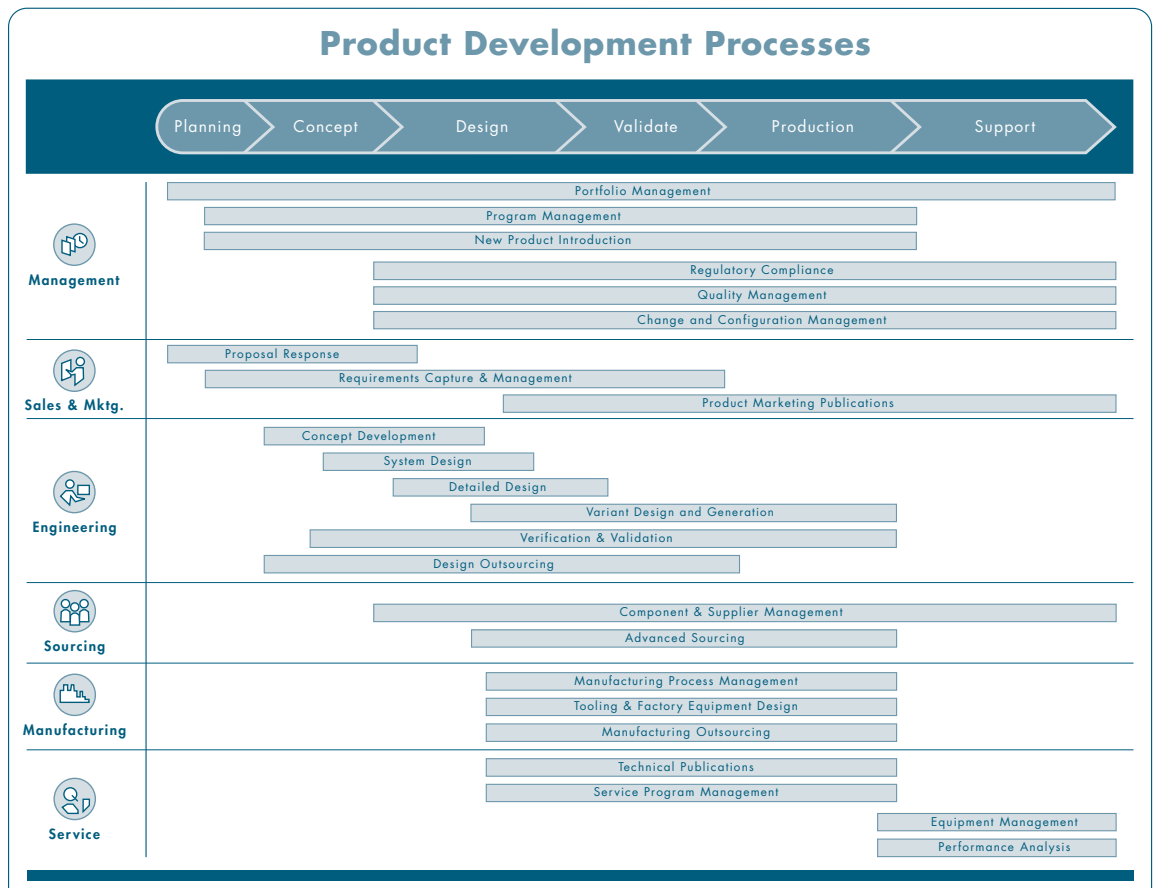 Product Development Processes
Planning
Concept
Design
Validate
Production
Support
Management
Portfolio Management
Program Management
New Product Introduction
Regulatory Compliance
Quality Management
Change and Configuration Management
Sales & Mktg.
Proposal Response
Requirements Capture & Management
Product Marketing Publications
Engineering
Concept Development
System Design
Detailed Design
Variant Design and Generation
Verification & Validation
Design Outsourcing
Sourcing
Component & Supplier Management
Advanced Sourcing
Manufacturing
Manufacturing Process Management
Tooling & Factory Equipment Design
Manufacturing Outsourcing
Service
Technical Publications
Service Program Management
Equipment Management
Performance Analysis